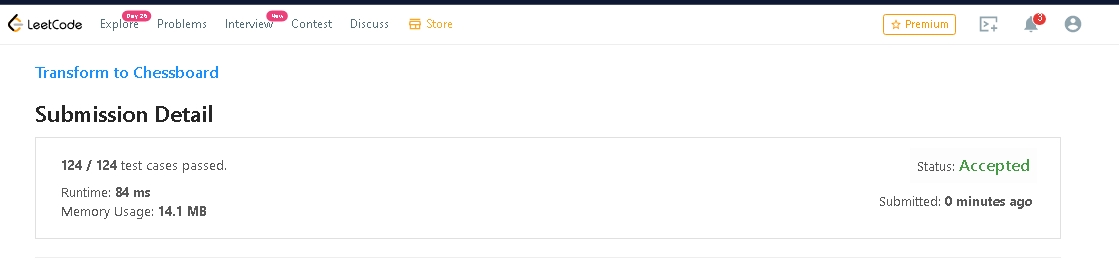 LeetCode Explore Day 26 Problems Interview New Contest Discuss Store Premium 3
Transform to Chessboard
Submission Detail
124 / 124 test cases passed.
Status: Accepted
Runtime: 84 ms
Submitted: 0 minutes ago
Memory Usage: 14.1 MB